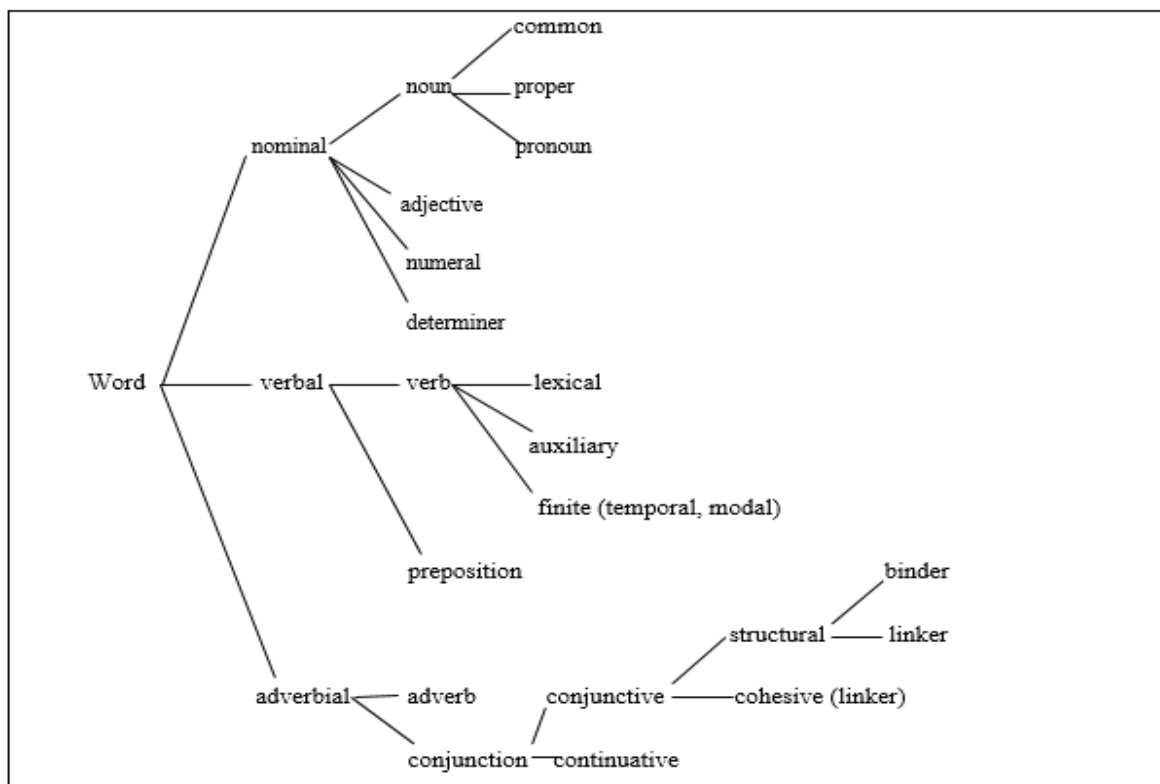 common
noun
proper
nominal
pronoun
adjective
numeral
determiner
Word
verbal
verb
lexical
auxiliary
finite (temporal, modal)
preposition
binder
structural
linker
adverbial
adverb
conjunctive
cohesive (linker)
conjunction
continuative